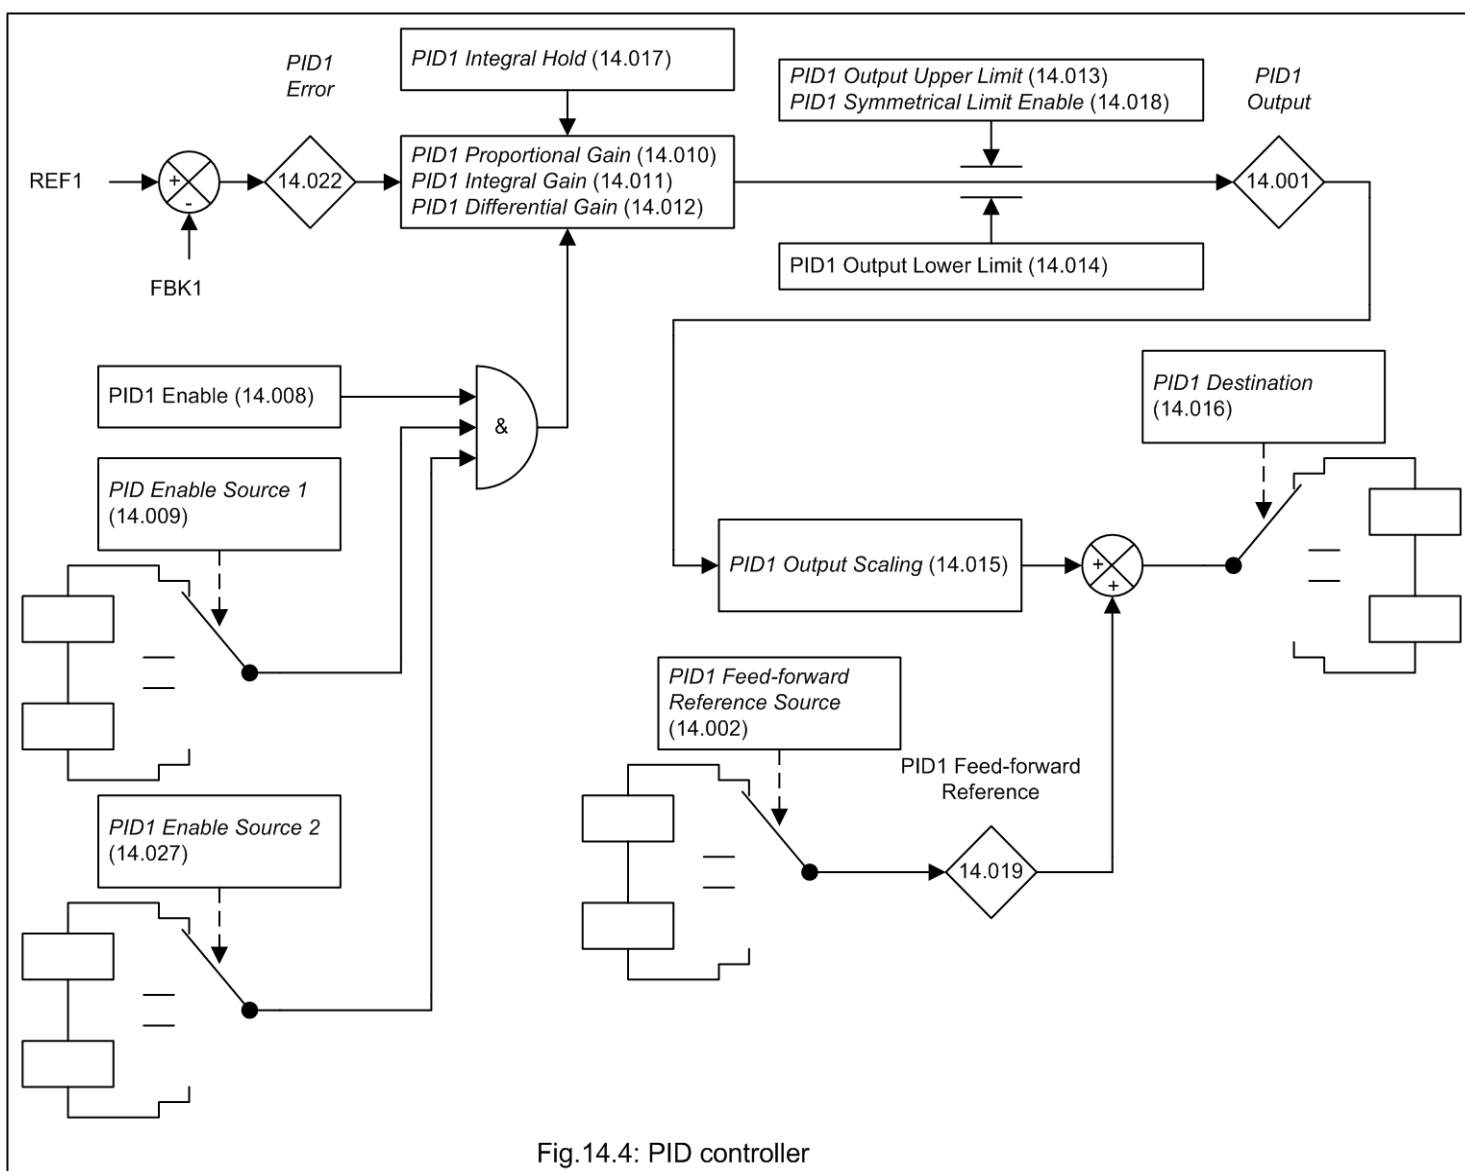 PID1
Error
PID1 Integral Hold (14.017)
PID1 Output Upper Limit (14.013)
PID1 Symmetrical Limit Enable (14.018)
PID1
Output
REF1
+
-
14.022
PID1 Proportional Gain (14.010)
PID1 Integral Gain (14.011)
PID1 Differential Gain (14.012)
14.001
FBK1
PID1 Output Lower Limit (14.014)
PID1 Enable (14.008)
&
PID1 Destination
(14.016)
PID Enable Source 1
(14.009)
PID1 Output Scaling (14.015)
+
+
PID1 Feed-forward
Reference Source
(14.002)
PID1 Feed-forward
Reference
PID1 Enable Source 2
(14.027)
14.019
Fig.14.4: PID controller